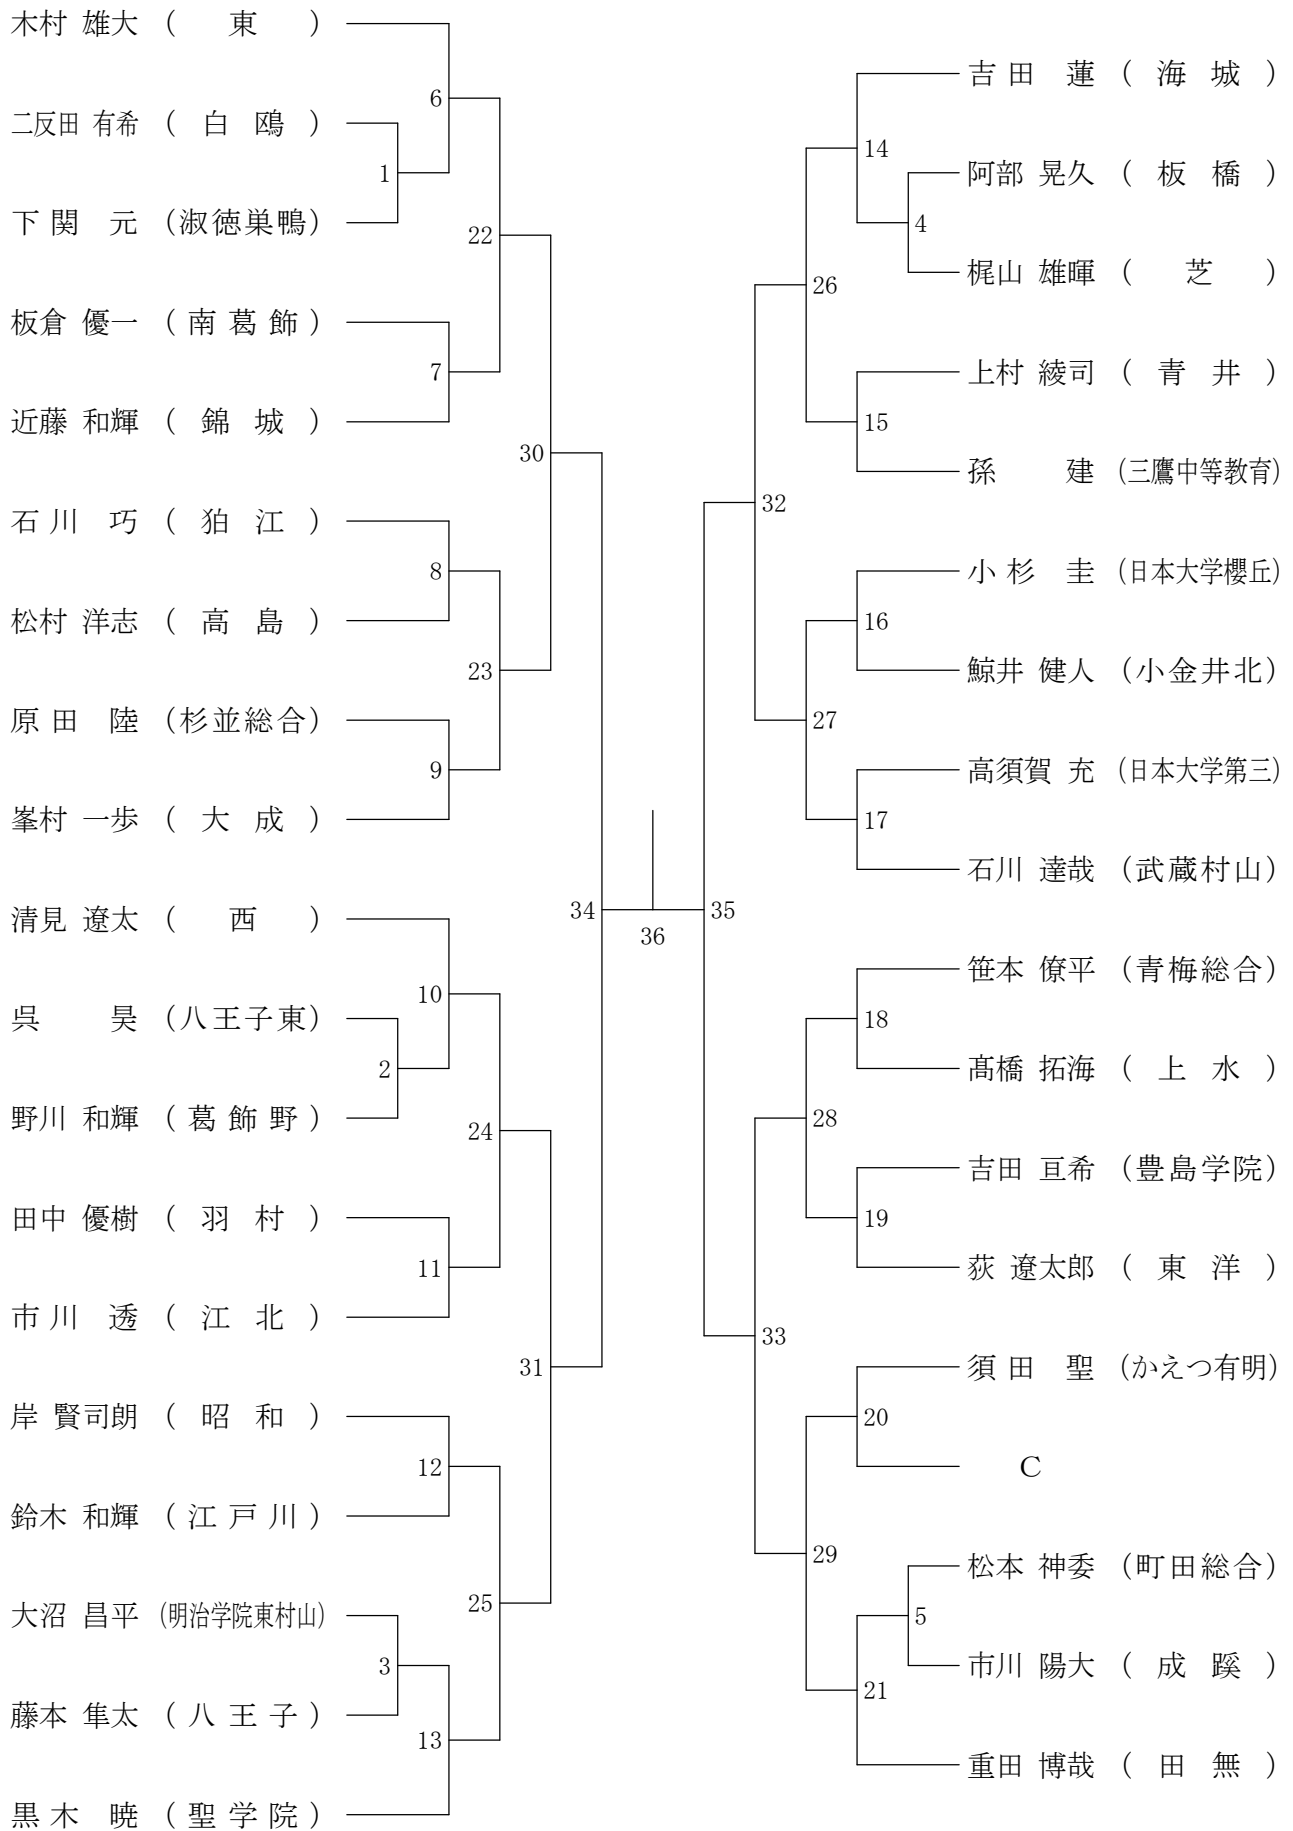 木村 雄大 （ 東 ）
二反田 有希 （ 白 鴎 ）
下関 元 （淑徳巣鴨）
板倉 優一 （南葛飾）
近藤 和輝 （ 錦 城 ）
石川 巧 （ 狛 江 ）
松村 洋志 （ 高 島 ）
原田 陸 （杉並総合）
峯村 一歩 （ 大 成 ）
清見 遼太 （ 西 ）
呉 昊 （八王子東）
野川 和輝 （葛飾野）
田中 優樹 （ 羽 村 ）
市川 透 （ 江 北 ）
岸 賢司朗 （ 昭 和 ）
鈴木 和輝 （江戸川）
大沼 昌平 （明治学院東村山）
藤本 隼太 （八王子）
黒木 暁 （聖学院）
1
2
3
6
7
8
9
10
11
12
13
22
23
24
25
30
31
34
36
35
32
33
26
27
28
29
14
15
16
17
18
19
20
21
4
5
吉田 蓮 （ 海 城 ）
阿部 晃久 （ 板 橋 ）
梶山 雄暉 （ 芝 ）
上村 綾司 （ 青 井 ）
孫 建 （三鷹中等教育）
小杉 圭 （日本大学櫻丘）
鯨井 健人 （小金井北）
高須賀 充 （日本大学第三）
石川 達哉 （武蔵村山）
笹本 僚平 （青梅総合）
髙橋 拓海 （ 上 水 ）
吉田 亘希 （豊島学院）
荻 遼太郎 （ 東 洋 ）
須田 聖 （かえつ有明）
C
松本 神委 （町田総合）
市川 陽大 （ 成 蹊 ）
重田 博哉 （ 田 無 ）